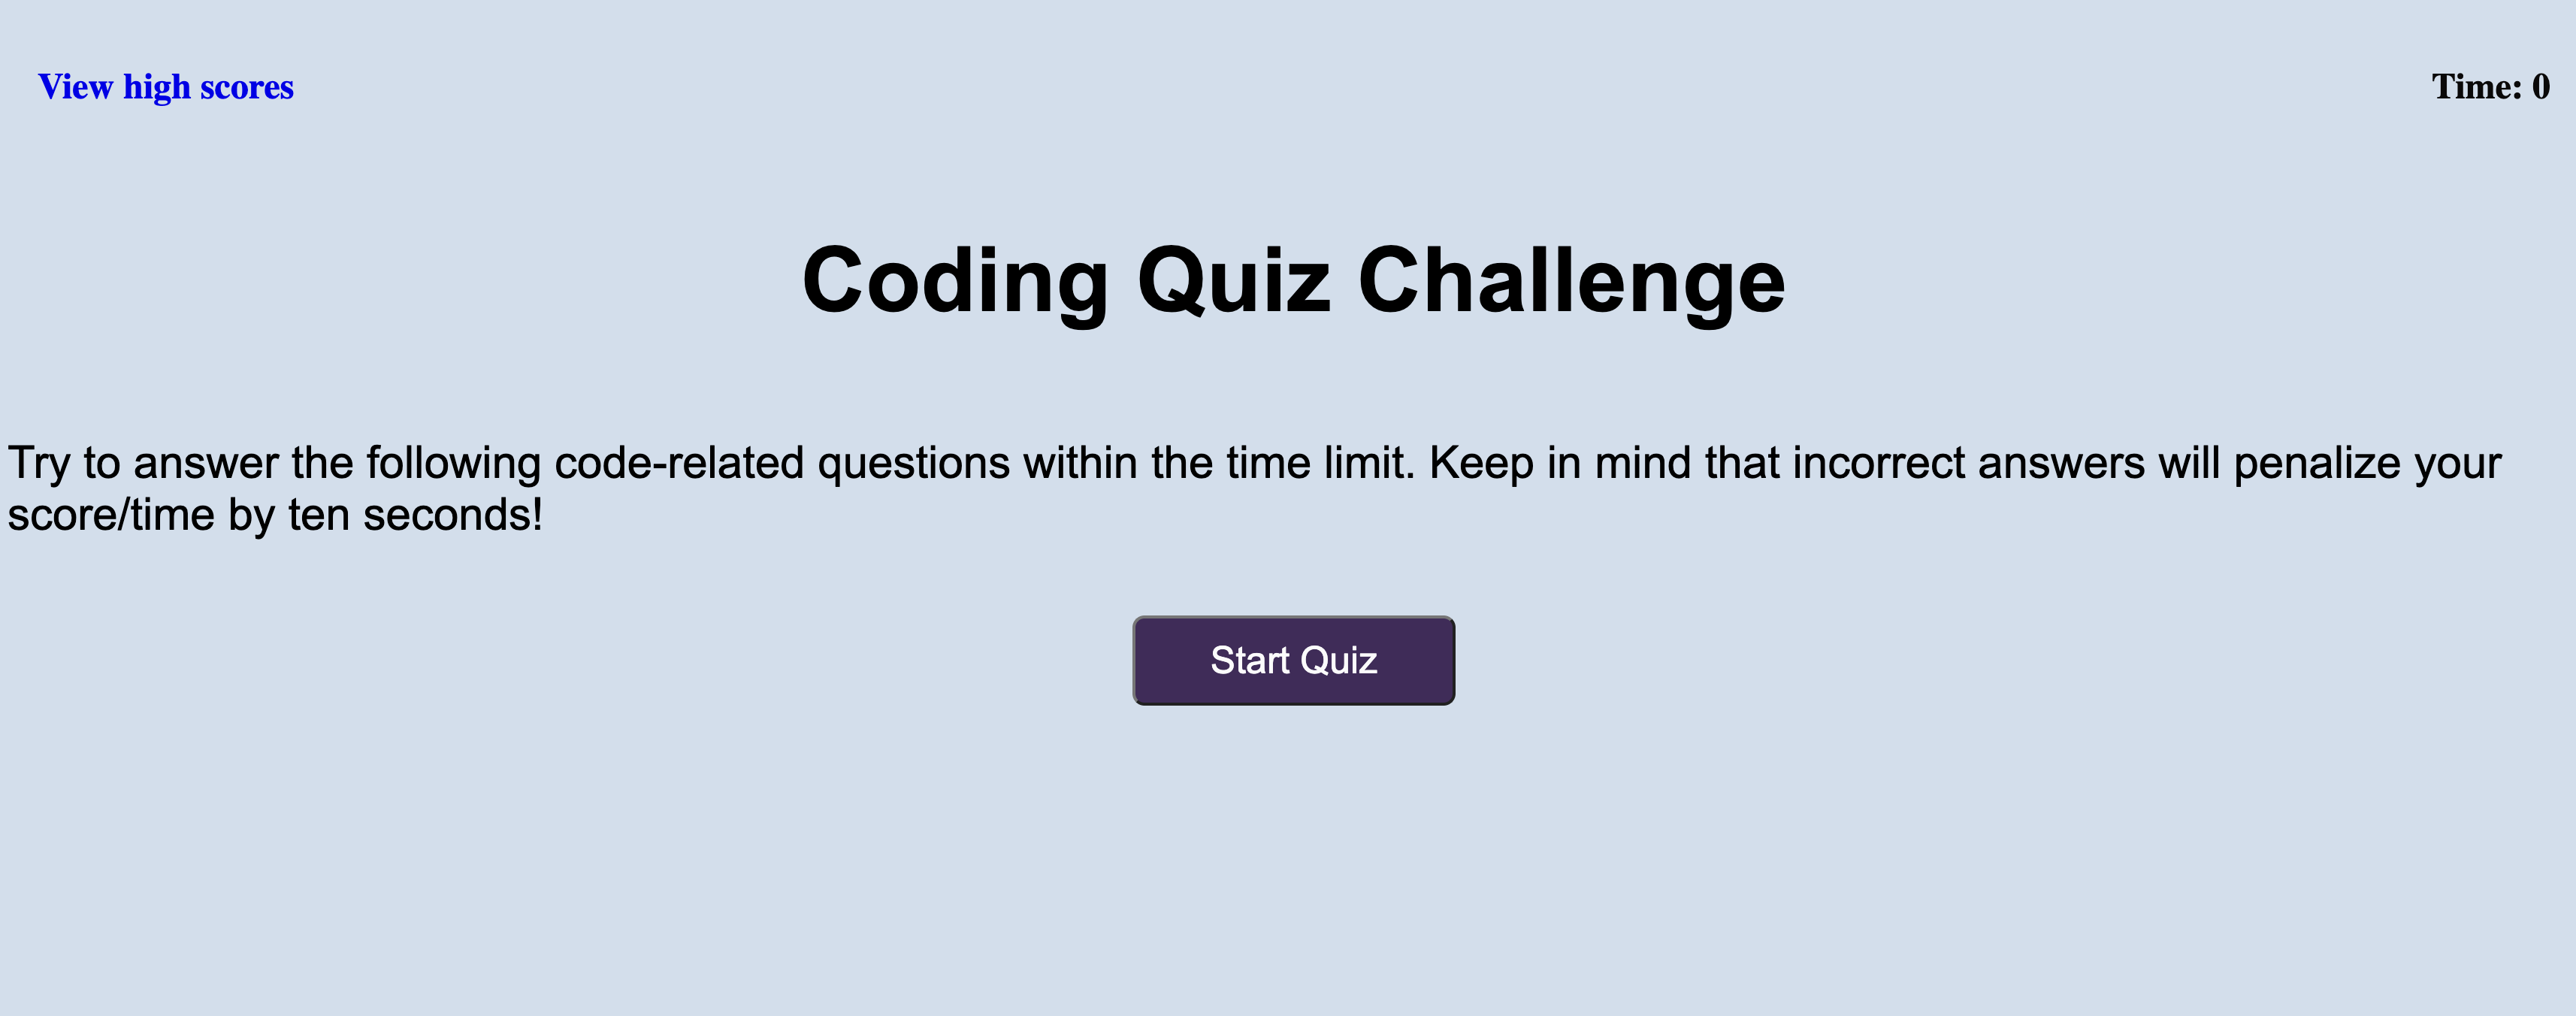 View high scores
Time: 0
Coding Quiz Challenge
Try to answer the following code-related questions within the time limit. Keep in mind that incorrect answers will penalize your
score/time by ten seconds!
Start Quiz